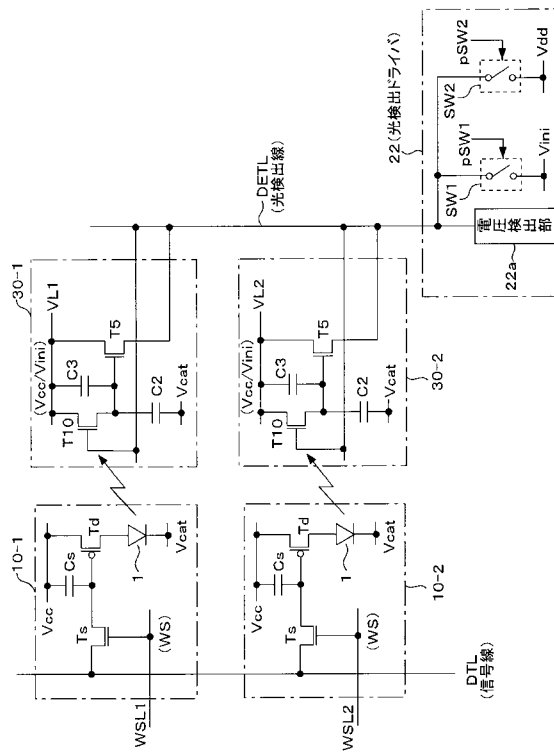 10-1
Vcc
Cs
Ts
Td
1
Vcat
(WS)
WSL1
30-1
(Vcc/Vini)
VL1
T10
C3
T5
C2
Vcat
DETL
(光検出線)
10-2
Vcc
Cs
Ts
Td
1
Vcat
(WS)
WSL2
DTL
(信号線)
30-2
(Vcc/Vini)
VL2
T10
C3
T5
C2
Vcat
22(光検出ドライバ)
SW1
pSW1
SW2
pSW2
Vini
Vdd
電圧検出部
22a